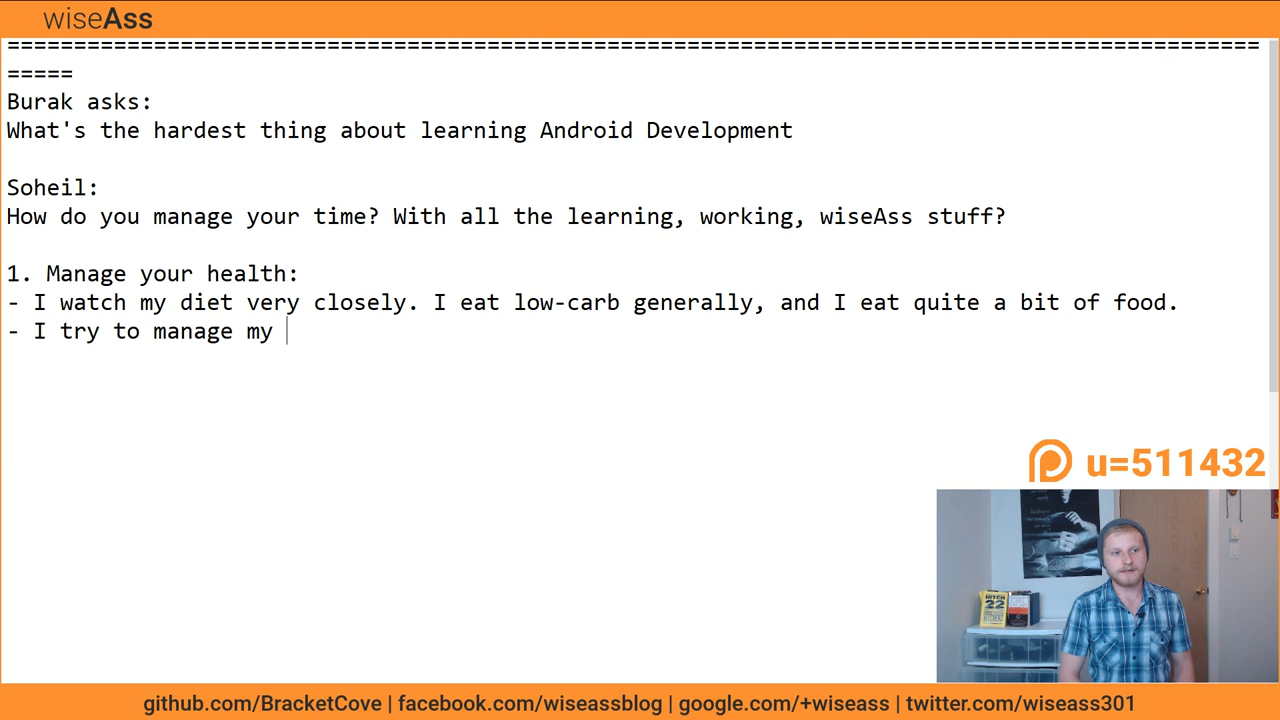 wiseAss
==============================================================================================
=====
Burak asks:
What's the hardest thing about learning Android Development
Soheil:
How do you manage your time? With all the learning, working, wiseAss stuff?
1. Manage your health:
- I watch my diet very closely. I eat low-carb generally, and I eat quite a bit of food.
- I try to manage my
u=511432
HITCH
22
github.com/BracketCove | facebook.com/wiseassblog | google.com/+wiseass | twitter.com/wiseass301